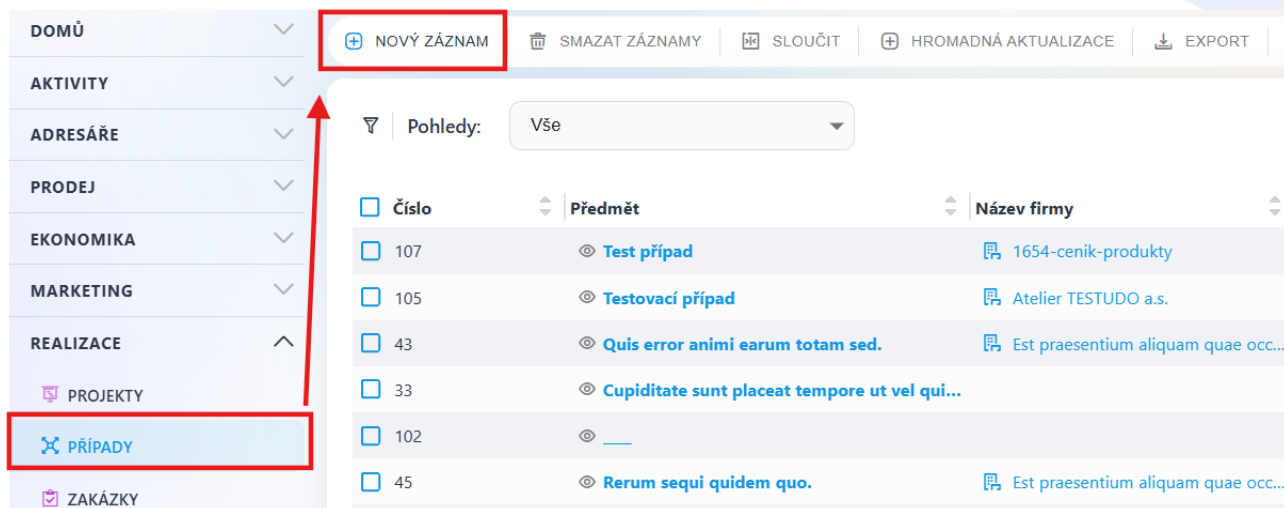 DOMŮ
AKTIVITY
ADRESÁŘE
PRODEJ
EKONOMIKA
MARKETING
REALIZACE
PROJEKTY
PŘÍPADY
ZAKÁZKY
NOVÝ ZÁZNAM SMAZAT ZÁZNAMY SLOUČIT HROMADNÁ AKTUALIZACE EXPORT
Pohledy: Vše
Číslo Předmět Název firmy
107 Test případ 1654-cenik-produkty
105 Testovací případ Atelier TESTUDO a.s.
43 Quis error animi earum totam sed. Est praesentium aliquam quae occ...
33 Cupiditate sunt placeat tempore ut vel qui...
102 ____
45 Rerum sequi quidem quo. Est praesentium aliquam quae occ...